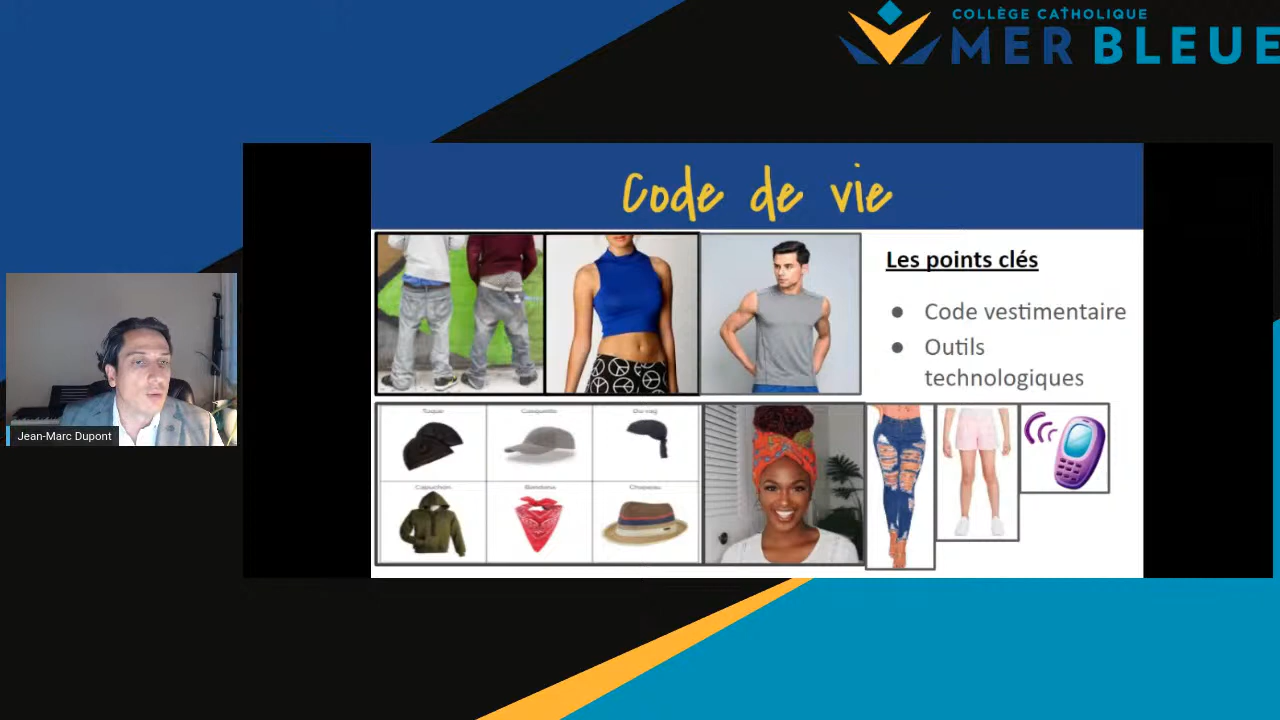 COLLÈGE CATHOLIQUE
MER BLEUE
Code de vie
Les points clés
Code vestimentaire
Outils
technologiques
Jean-Marc Dupont
Tuque
Casquette
Capuchon
Bandana
Chapeau